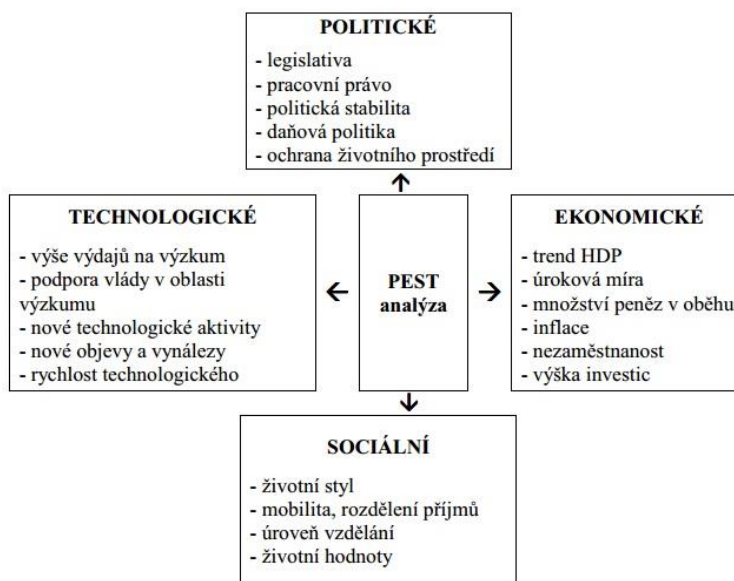 POLITICKÉ
- legislativa
- pracovní právo
- politická stabilita
- daňová politika
- ochrana životního prostředí
TECHNOLOGICKÉ
- výše výdajů na výzkum
- podpora vlády v oblasti
výzkumu
- nové technologické aktivity
- nové objevy a vynálezy
- rychlost technologického
PEST
analýza
EKONOMICKÉ
- trend HDP
- úroková míra
- množství peněz v oběhu
- inflace
- nezaměstnanost
- výška investic
SOCIÁLNÍ
- životní styl
- mobilita, rozdělení příjmů
- úroveň vzdělání
- životní hodnoty